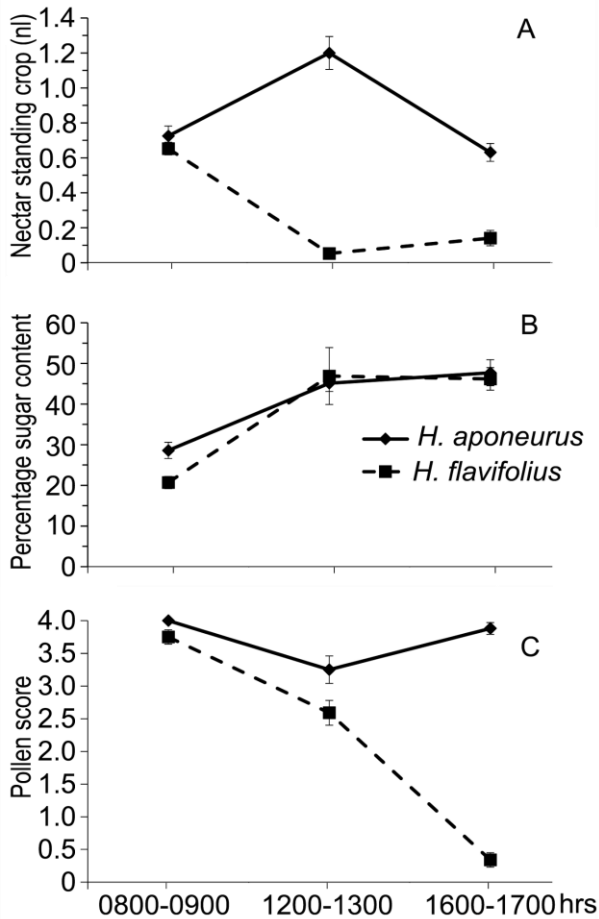 A
Nectar standing crop (nl)
1.4
1.2
1.0
0.8
0.6
0.4
0.2
0
B
Percentage sugar content
60
50
40
30
20
10
0
H. aponeurus
H. flavifolius
C
Pollen score
4.0
3.5
3.0
2.5
2.0
1.5
1.0
0.5
0
0800-0900 1200-1300 1600-1700 hrs